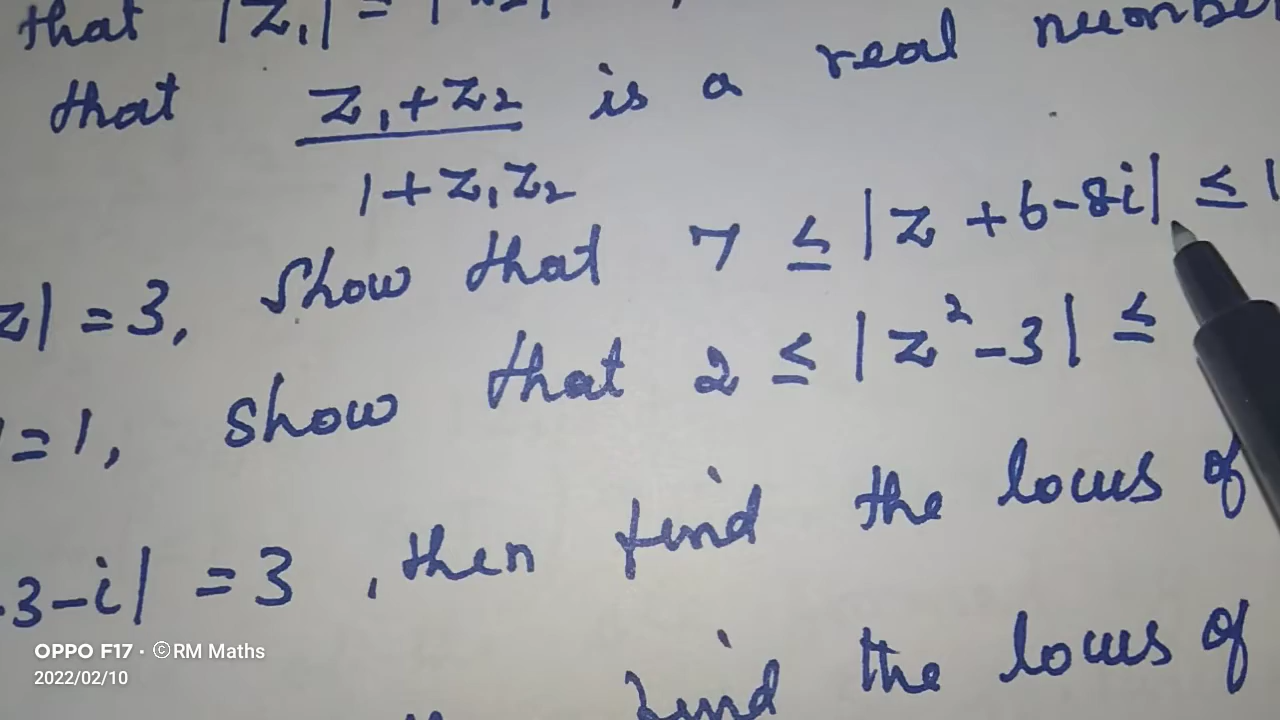 that |z₁| =
that z₁+z₂ is a real number
1+z₁z₂
z| = 3, Show that 7 ≤ |z + 6-8i| ≤ 1
=1, show that 2 ≤ |z²-3| ≤
3-i| = 3, then find the locus of
find the locus of
OPPO F17 · ©RM Maths
2022/02/10